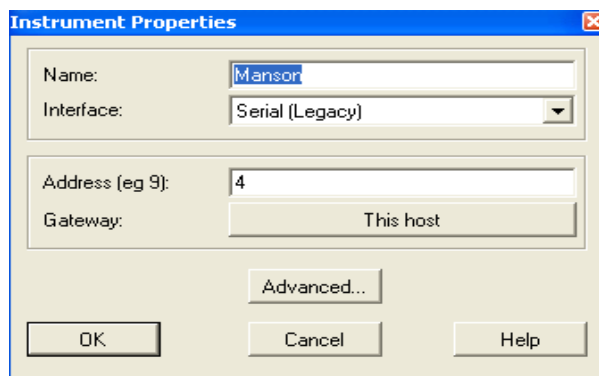 Instrument Properties
Name: Manson
Interface: Serial (Legacy)
Address (eg 9): 4
Gateway: This host
Advanced...
OK Cancel Help